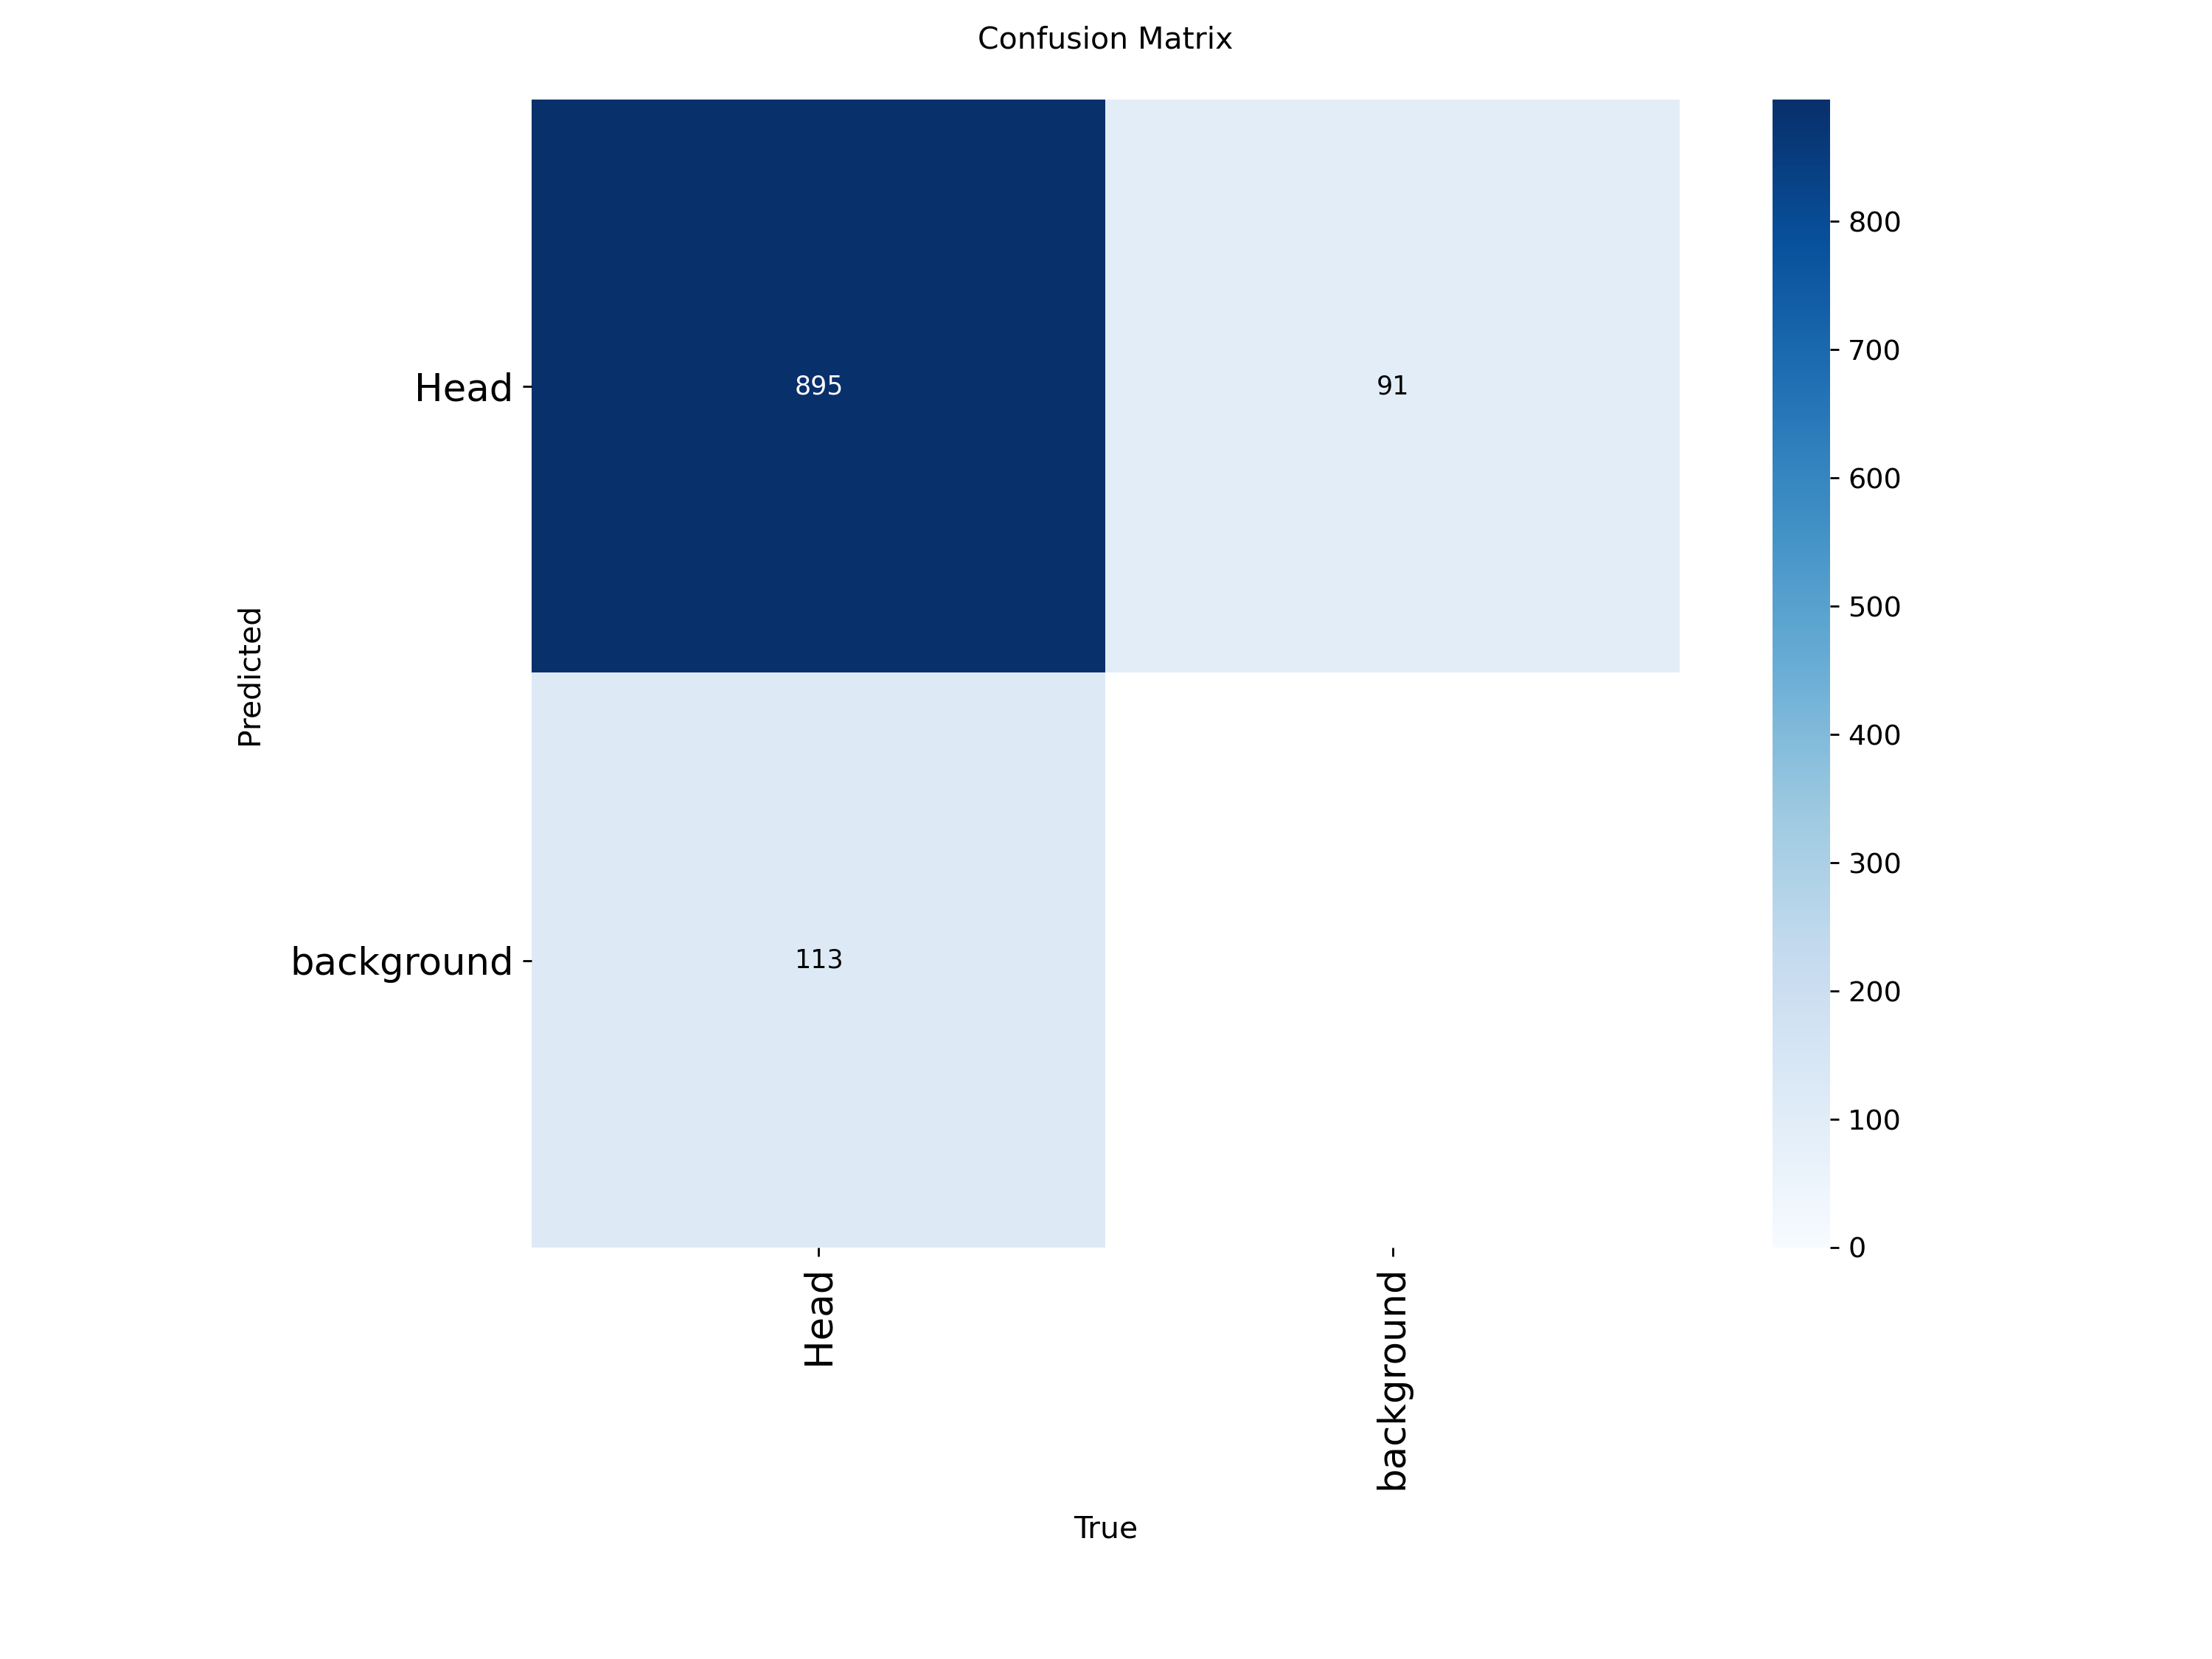 Confusion Matrix
Head
895
91
800
700
600
500
400
300
200
100
0
Predicted
background
113
Head
background
True